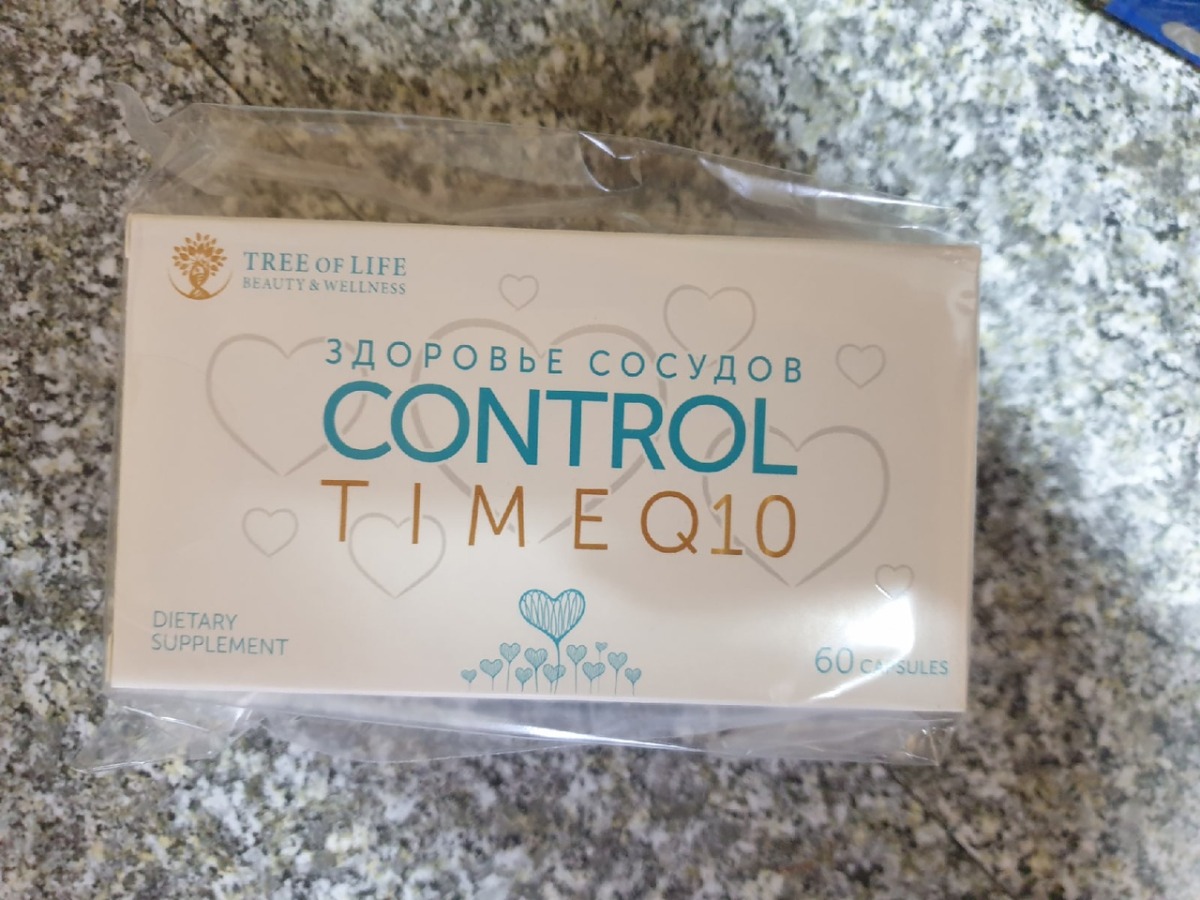 TREE OF LIFE
BEAUTY & WELLNESS
ЗДОРОВЬЕ СОСУДОВ
CONTROL
TIME Q10
DIETARY
SUPPLEMENT
60 CAPSULES